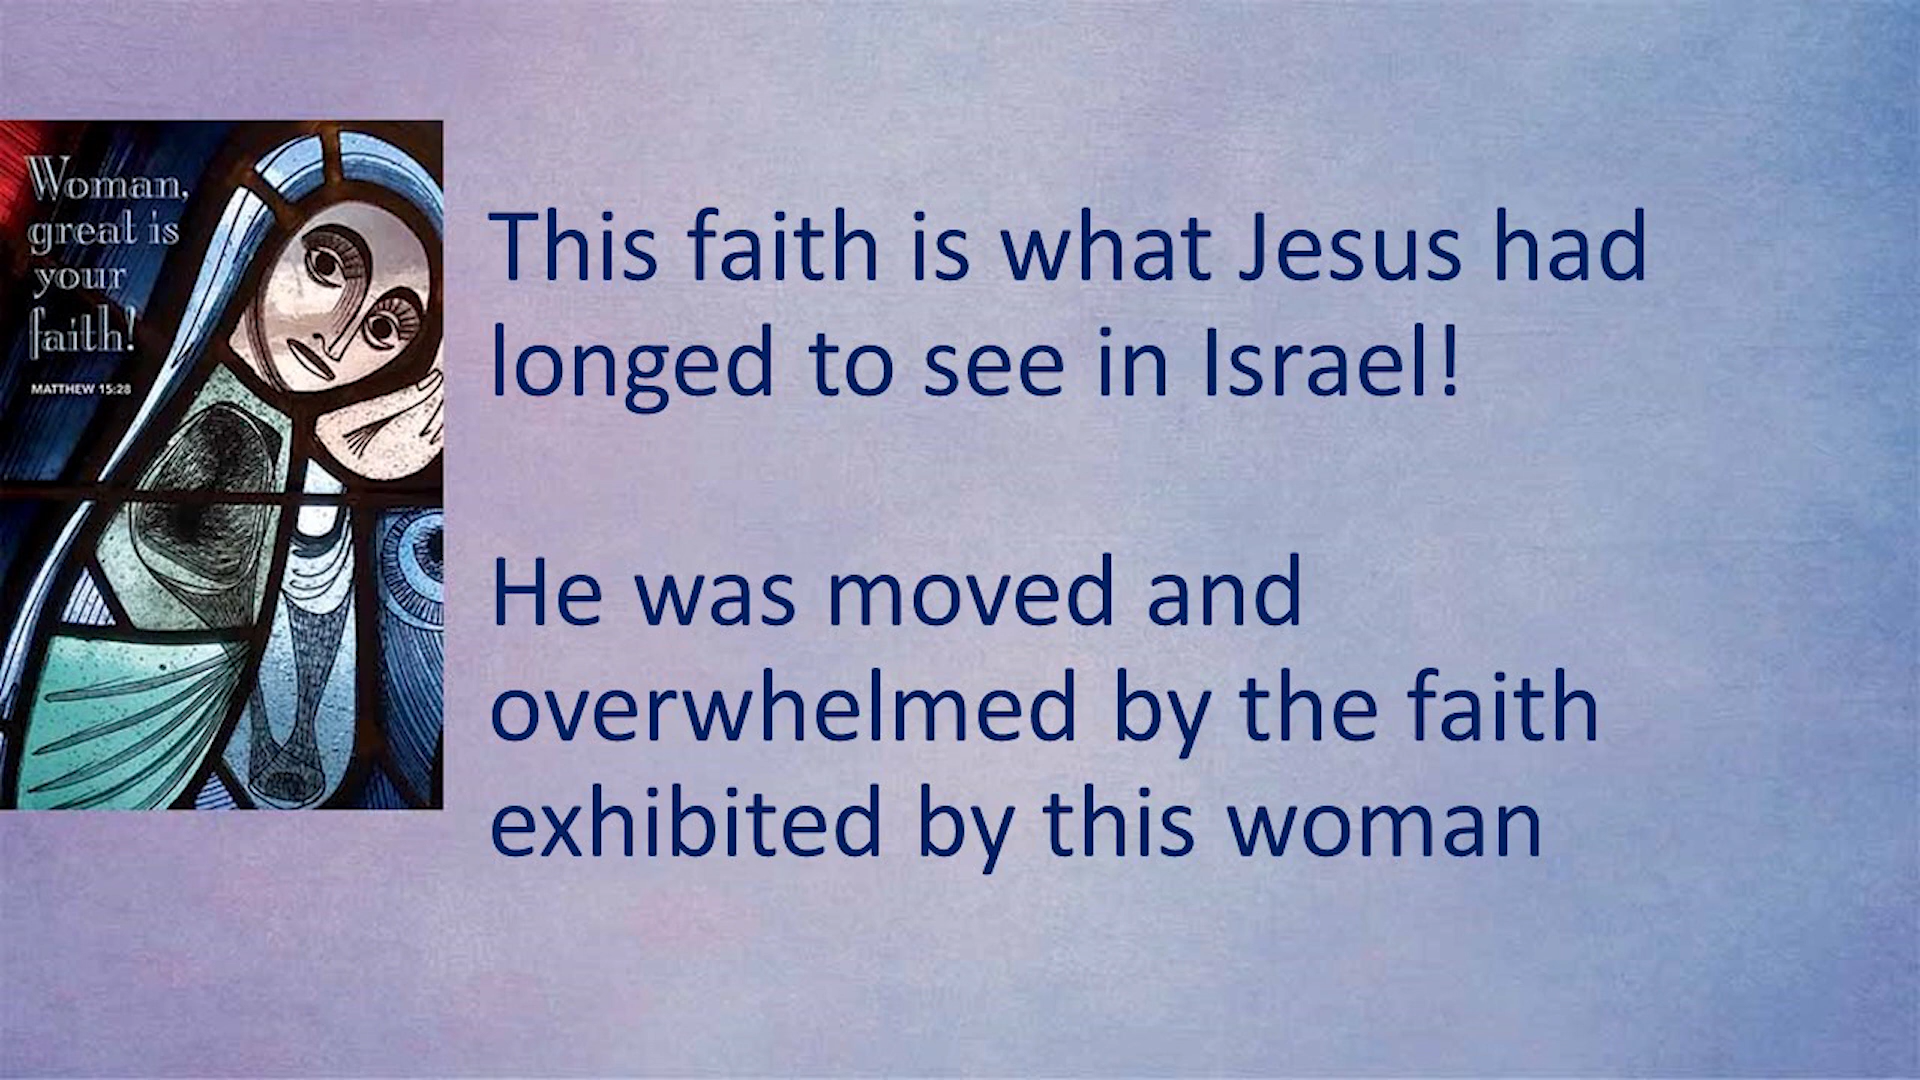 Woman,
great is
your
faith!
MATTHEW 15:28
This faith is what Jesus had
longed to see in Israel!
He was moved and
overwhelmed by the faith
exhibited by this woman